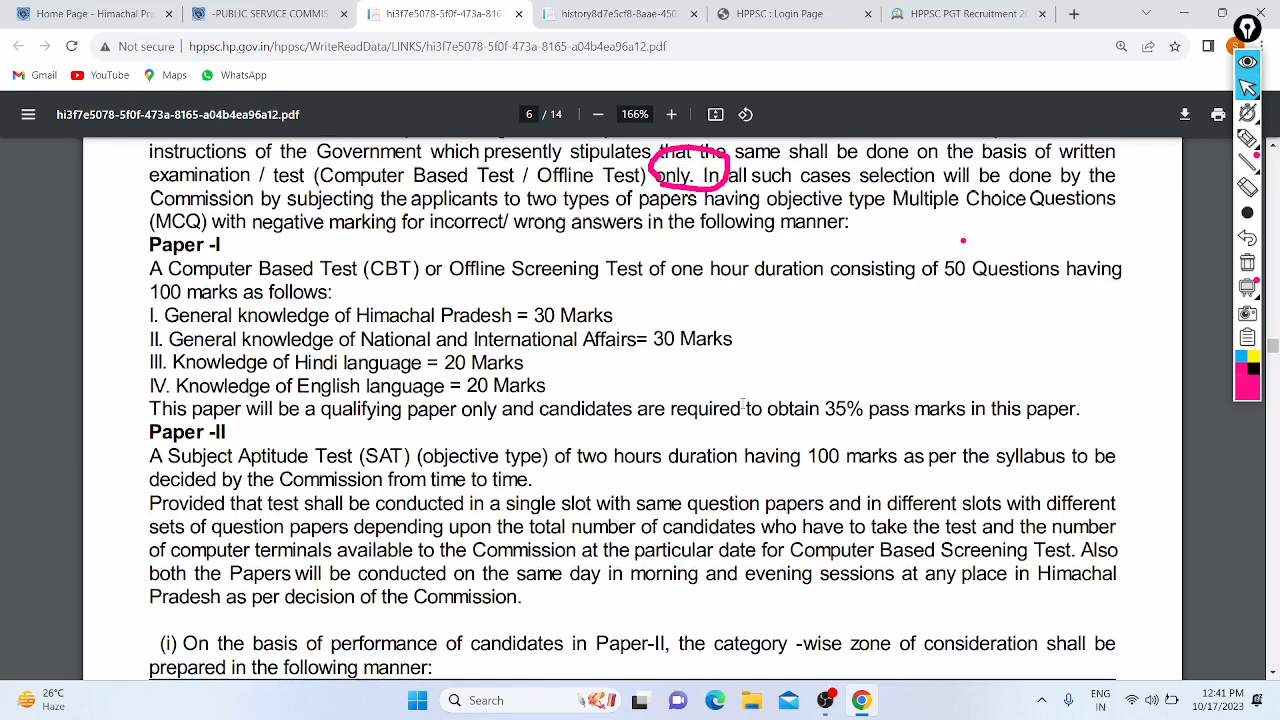 Home Page - Himachal Pr
-PUBLIC SERVICE COMMIS
hi3f7e5078-5f0f-473a-8165
history8d7e5cf8-8aae-450
HPPSC : Login Page
HPPSC PGT Recruitment 20
Not secure | hppsc.hp.gov.in/hppsc/WriteReadData/LINKS/hi3f7e5078-5f0f-473a-8165-a04b4ea96a12.pdf
Gmail YouTube Maps WhatsApp
hi3f7e5078-5f0f-473a-8165-a04b4ea96a12.pdf 6 / 14 166%
instructions of the Government which presently stipulates that the same shall be done on the basis of written
examination / test (Computer Based Test / Offline Test) only. In all such cases selection will be done by the
Commission by subjecting the applicants to two types of papers having objective type Multiple Choice Questions
(MCQ) with negative marking for incorrect/ wrong answers in the following manner:
Paper -I
A Computer Based Test (CBT) or Offline Screening Test of one hour duration consisting of 50 Questions having
100 marks as follows:
I. General knowledge of Himachal Pradesh = 30 Marks
II. General knowledge of National and International Affairs= 30 Marks
III. Knowledge of Hindi language = 20 Marks
IV. Knowledge of English language = 20 Marks
This paper will be a qualifying paper only and candidates are required to obtain 35% pass marks in this paper.
Paper -II
A Subject Aptitude Test (SAT) (objective type) of two hours duration having 100 marks as per the syllabus to be
decided by the Commission from time to time.
Provided that test shall be conducted in a single slot with same question papers and in different slots with different
sets of question papers depending upon the total number of candidates who have to take the test and the number
of computer terminals available to the Commission at the particular date for Computer Based Screening Test. Also
both the Papers will be conducted on the same day in morning and evening sessions at any place in Himachal
Pradesh as per decision of the Commission.
(i) On the basis of performance of candidates in Paper-II, the category -wise zone of consideration shall be
prepared in the following manner:
26°C
Haze
Search
ENG
IN
12:41 PM
10/17/2023